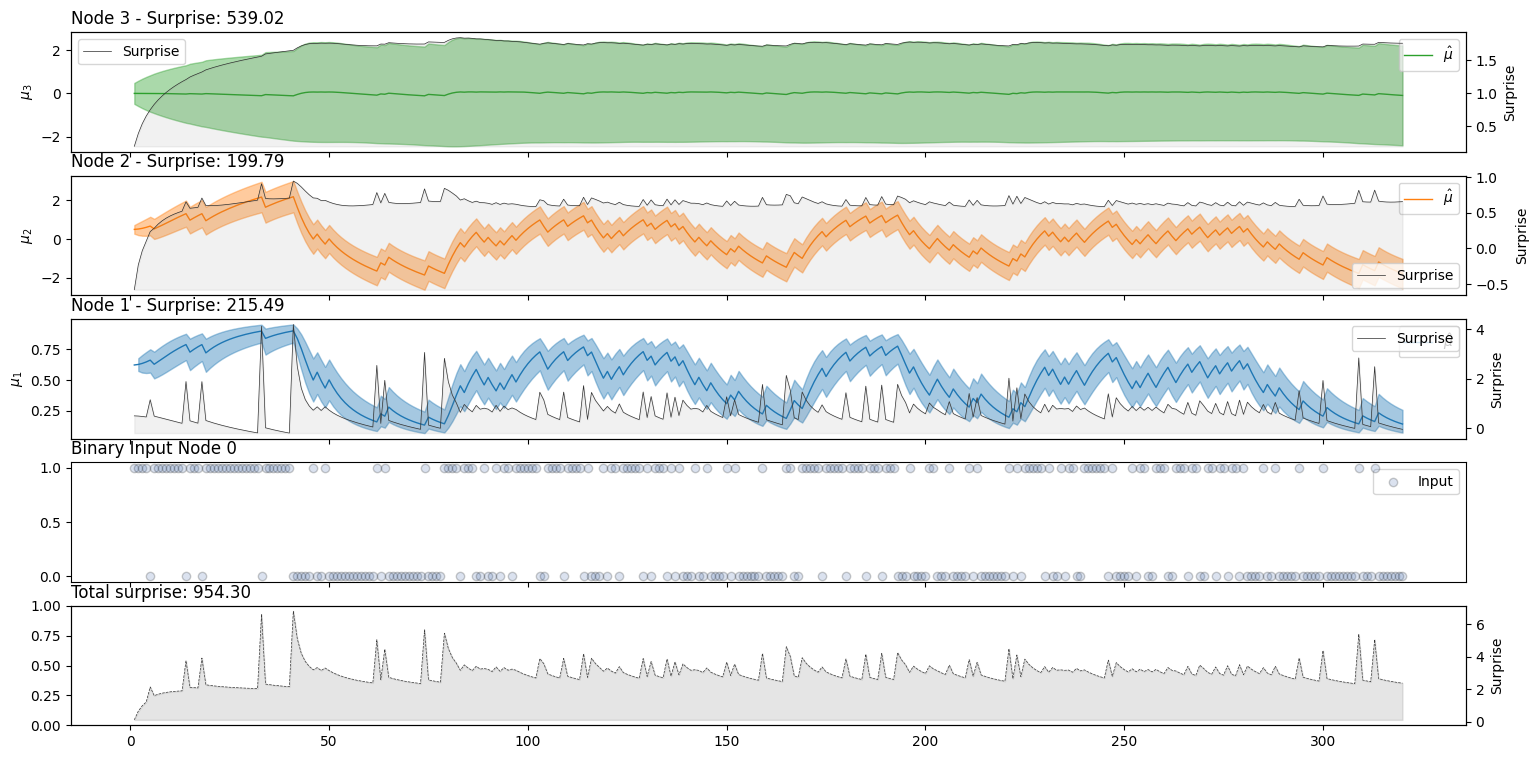 Node 3 - Surprise: 539.02
Surprise
μ̂
μ₃
2
0
−2
1.5
1.0
0.5
Surprise
Node 2 - Surprise: 199.79
μ̂
Surprise
μ₂
2
0
−2
1.0
0.5
0.0
−0.5
Surprise
Node 1 - Surprise: 215.49
Surprise
μ₁
0.75
0.50
0.25
4
2
0
Surprise
Binary Input Node 0
Input
1.0
0.5
0.0
Total surprise: 954.30
1.00
0.75
0.50
0.25
0.00
6
4
2
0
Surprise
0 50 100 150 200 250 300